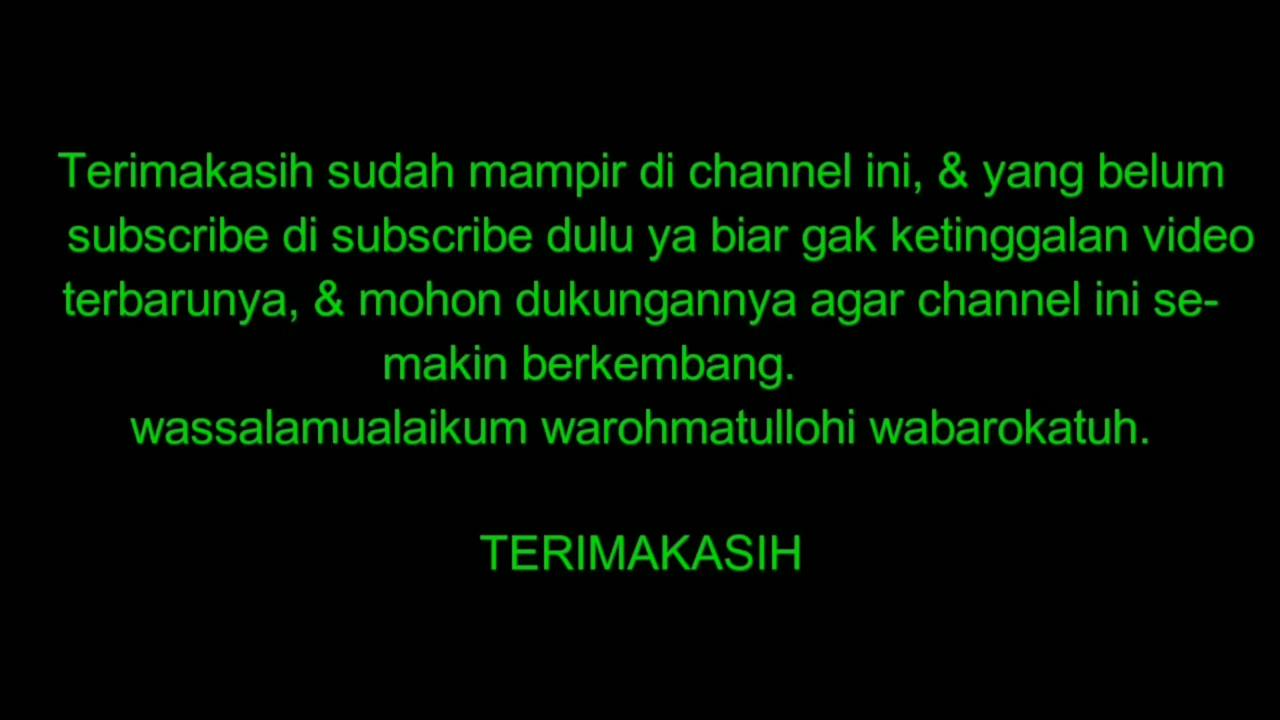 Terimakasih sudah mampir di channel ini, & yang belum
subscribe di subscribe dulu ya biar gak ketinggalan video
terbarunya, & mohon dukungannya agar channel ini se-
makin berkembang.
wassalamualaikum warohmatullohi wabarokatuh.
TERIMAKASIH